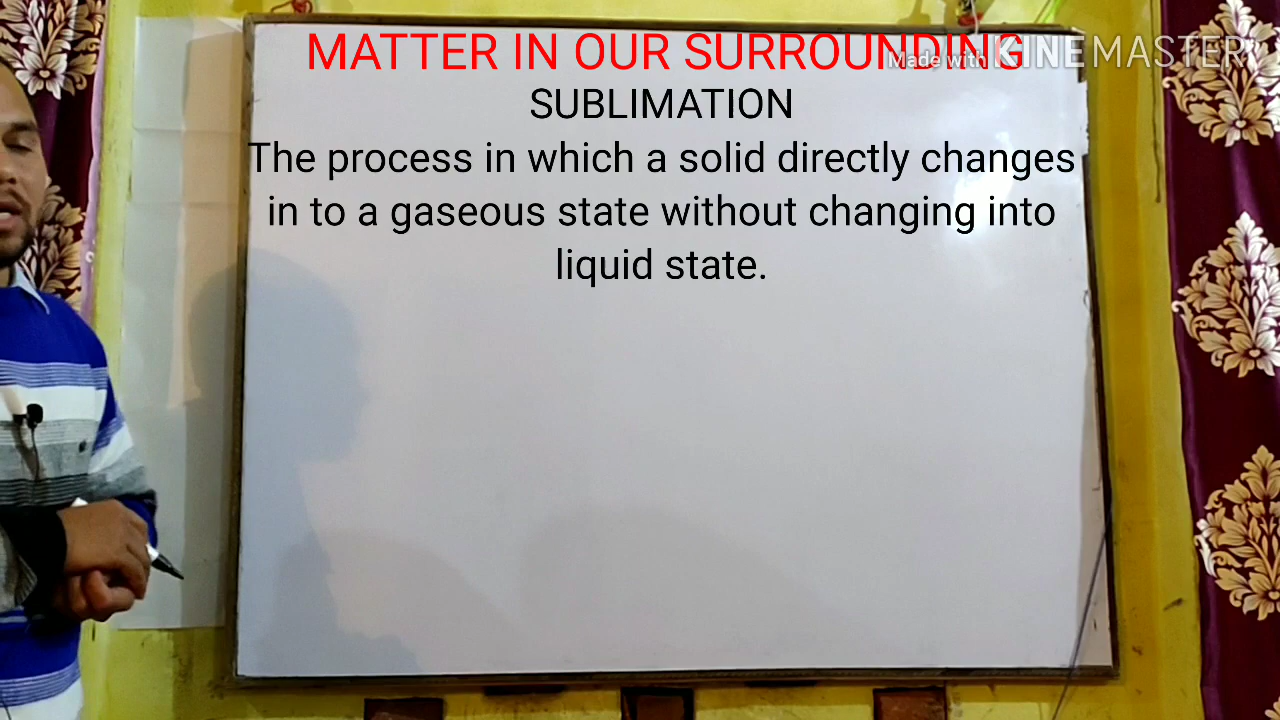 MATTER IN OUR SURROUNDING
Made with KINEMASTER
SUBLIMATION
The process in which a solid directly changes
in to a gaseous state without changing into
liquid state.